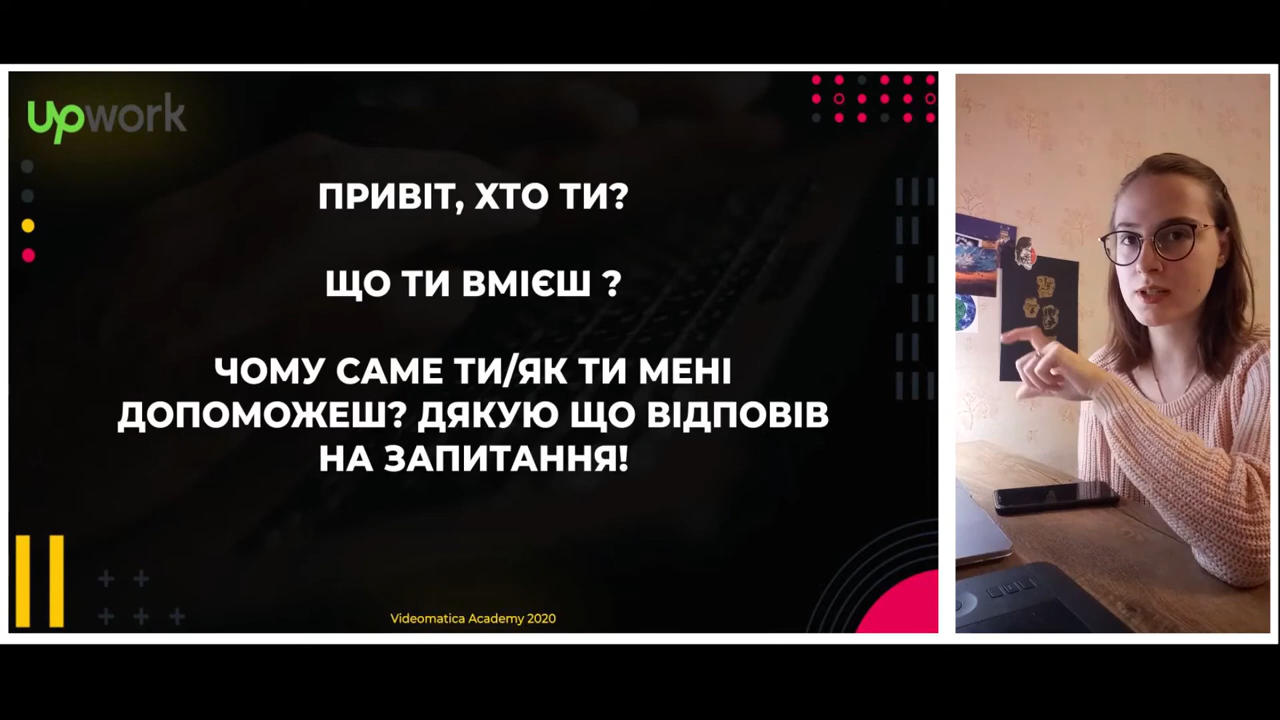 Upwork
ПРИВІТ, ХТО ТИ?
ЩО ТИ ВМІЄШ ?
ЧОМУ САМЕ ТИ/ЯК ТИ МЕНІ
ДОПОМОЖЕШ? ДЯКУЮ ЩО ВІДПОВІВ
НА ЗАПИТАННЯ!
Videomatica Academy 2020